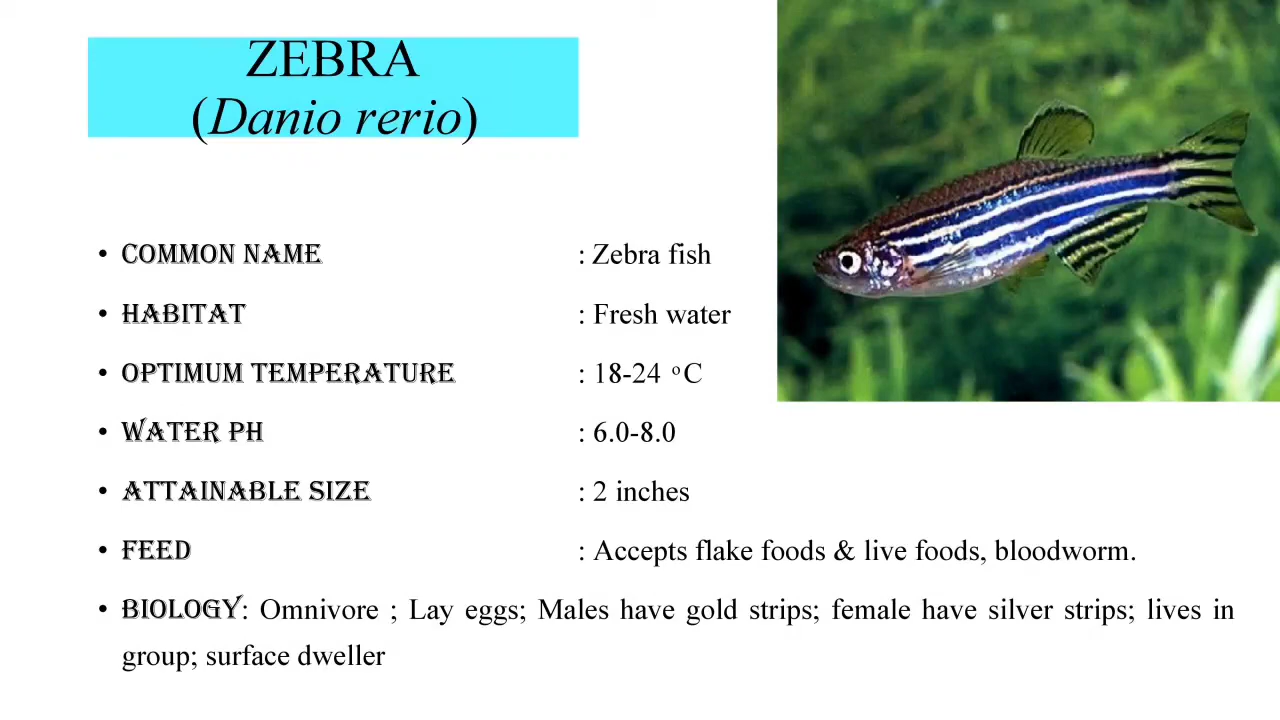 ZEBRA
(Danio rerio)
• COMMON NAME : Zebra fish
• HABITAT : Fresh water
• OPTIMUM TEMPERATURE : 18-24 ᵒC
• WATER PH : 6.0-8.0
• ATTAINABLE SIZE : 2 inches
• FEED : Accepts flake foods & live foods, bloodworm.
• BIOLOGY: Omnivore ; Lay eggs; Males have gold strips; female have silver strips; lives in
group; surface dweller